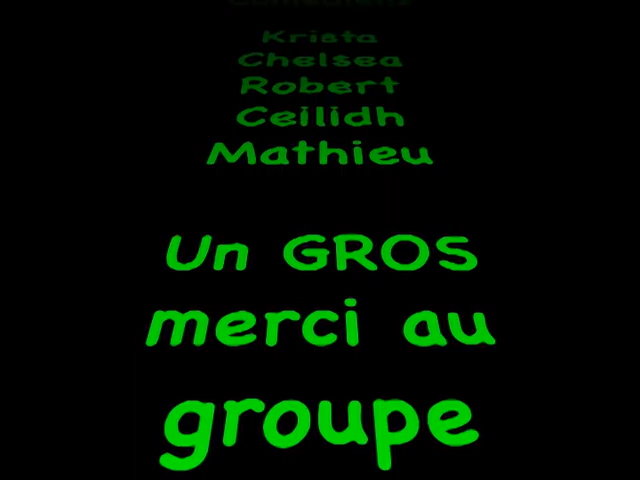 Krista
Chelsea
Robert
Ceilidh
Mathieu
Un GROS
merci au
groupe